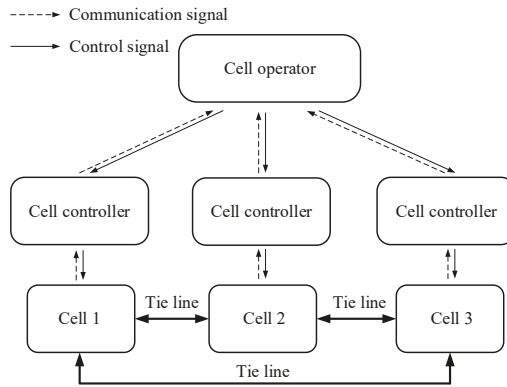 Communication signal
Control signal
Cell operator
Cell controller
Cell controller
Cell controller
Tie line
Tie line
Cell 1
Cell 2
Cell 3
Tie line